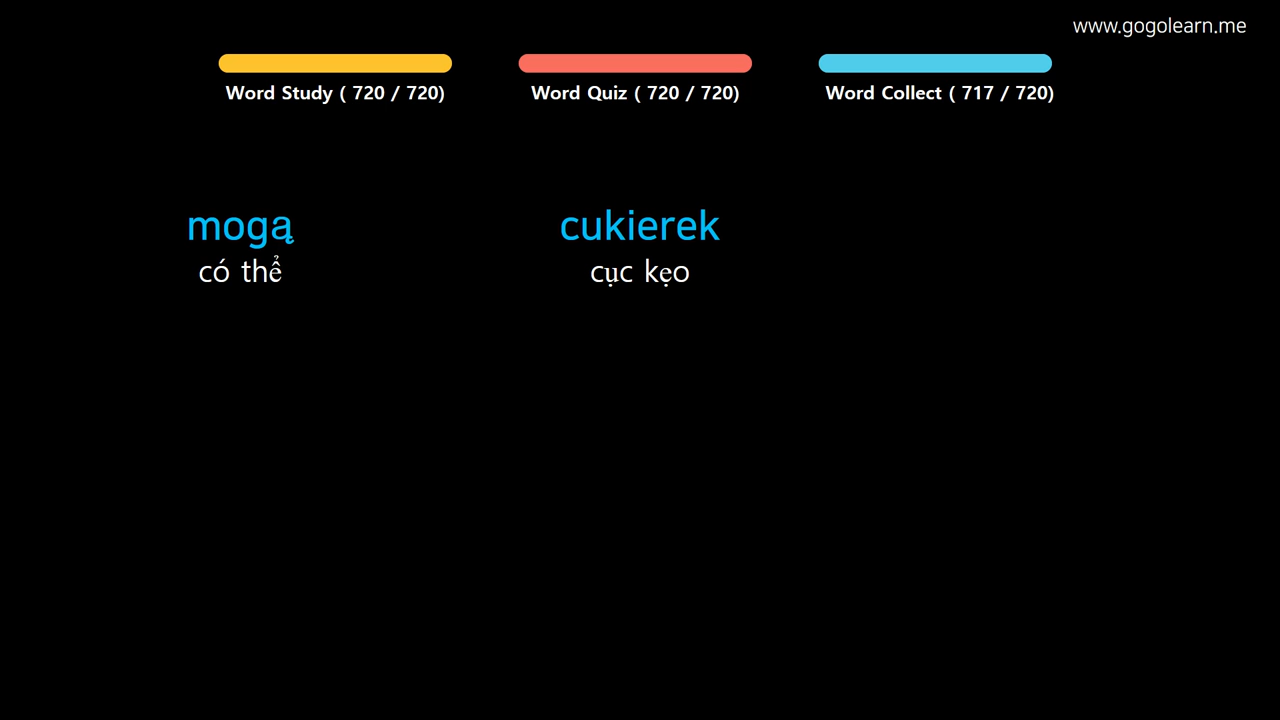 www.gogolearn.me
Word Study ( 720 / 720)
Word Quiz ( 720 / 720)
Word Collect ( 717 / 720)
mogą
có thể
cukierek
cục kẹo